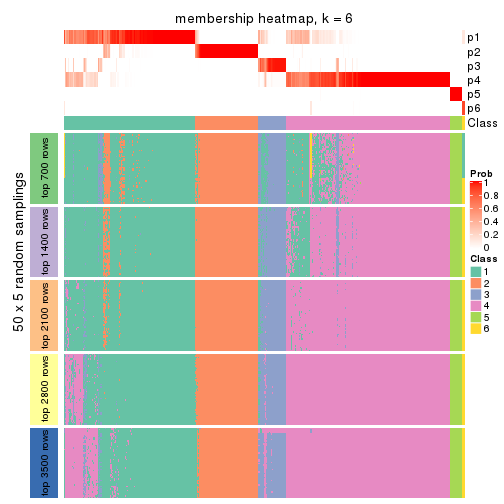 membership heatmap, k = 6
p1
p2
p3
p4
p5
p6
Class
50 x 5 random samplings
top 700 rows
top 1400 rows
top 2100 rows
top 2800 rows
top 3500 rows
Prob
1
0.8
0.6
0.4
0.2
0
Class
1
2
3
4
5
6